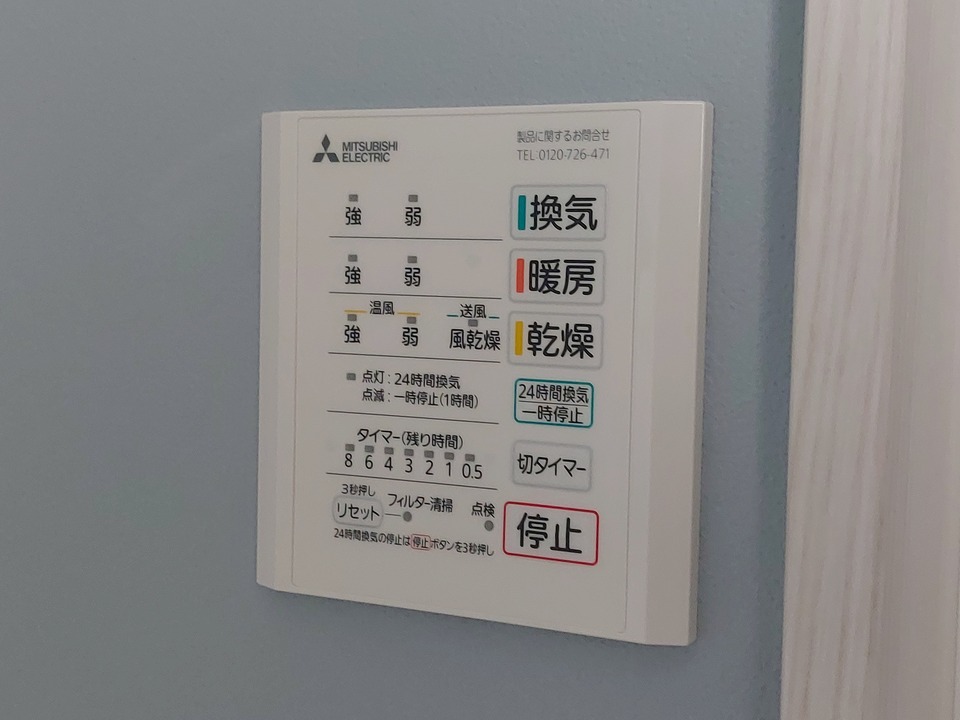 MITSUBISHI
ELECTRIC
製品に関するお問合せ
TEL:0120-726-471
強 弱 換気
強 弱 暖房
温風 送風
強 弱 風乾燥 乾燥
点灯:24時間換気
点滅:一時停止(1時間)
24時間換気
一時停止
タイマー(残り時間)
8 6 4 3 2 1 0.5
切タイマー
3秒押し
リセット フィルター清掃 点検
停止
24時間換気の停止は停止ボタンを3秒押し